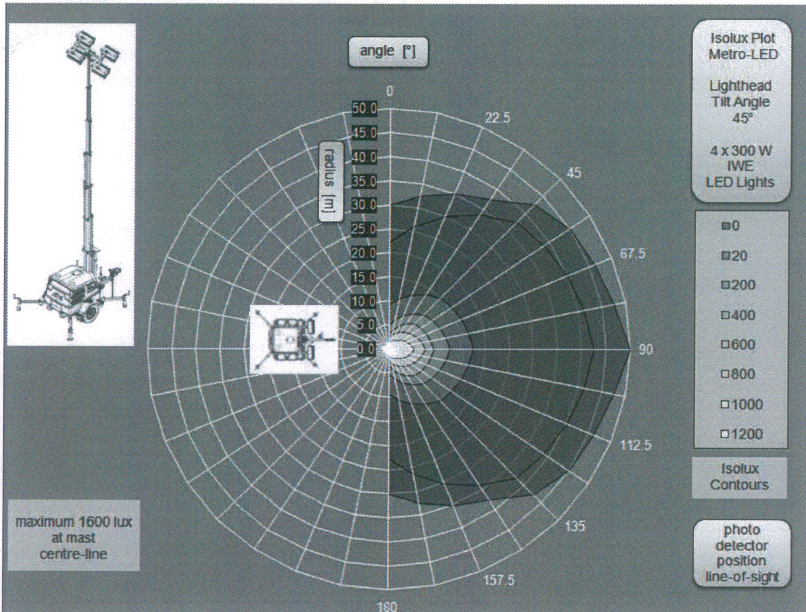 angle [°]
Isolux Plot
Metro-LED
Lighthead
Tilt Angle
45°
4 x 300 W
IWE
LED Lights
0
22.5
45
67.5
90
112.5
135
157.5
180
radius [m]
50.0
45.0
40.0
35.0
30.0
25.0
20.0
15.0
10.0
5.0
0.0
0
20
200
400
600
800
1000
1200
Isolux
Contours
maximum 1600 lux
at mast
centre-line
photo
detector
position
line-of-sight